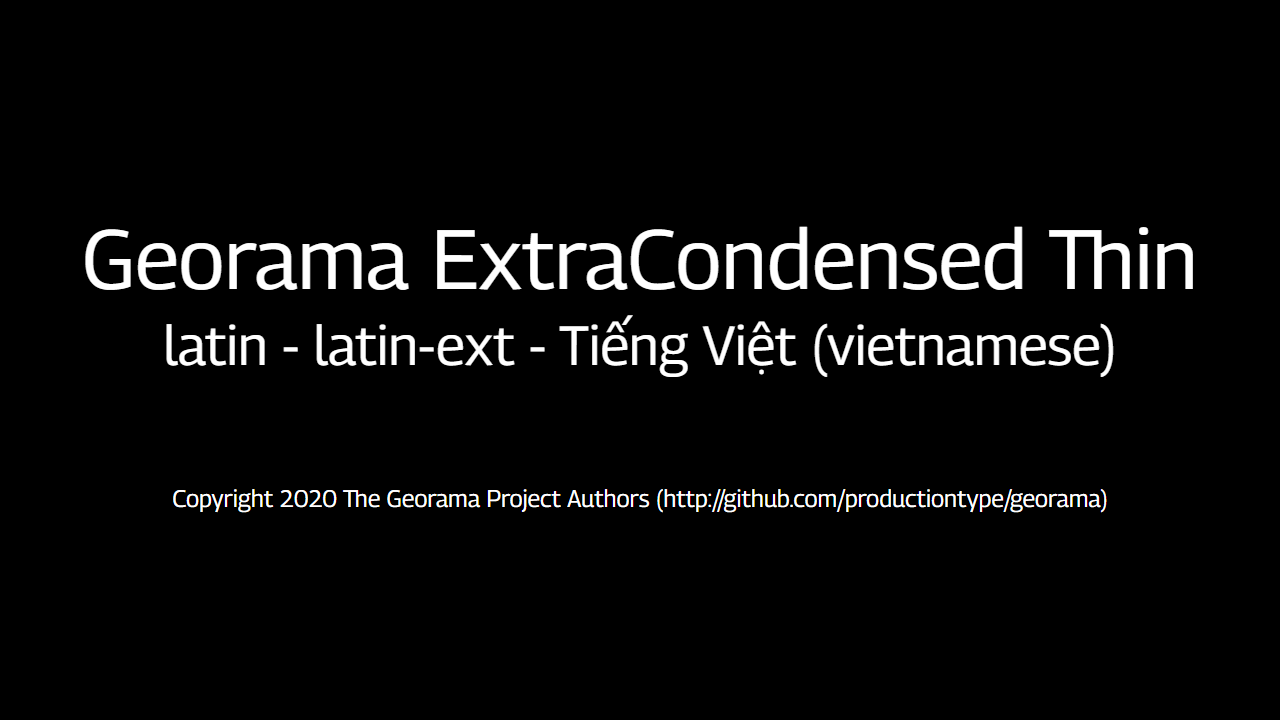 Georama ExtraCondensed Thin
latin - latin-ext - Tiếng Việt (vietnamese)
Copyright 2020 The Georama Project Authors (http://github.com/productiontype/georama)